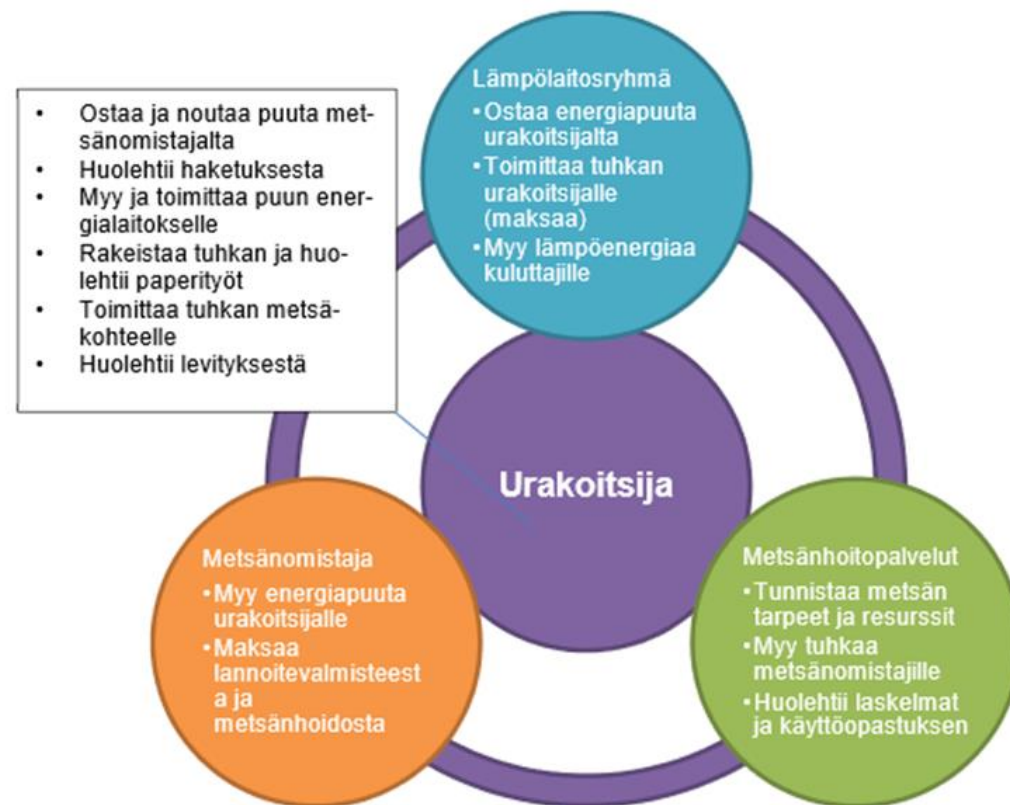 • Ostaa ja noutaa puuta met-
sänomistajalta
• Huolehtii haketuksesta
• Myy ja toimittaa puun ener-
gialaitokselle
• Rakeistaa tuhkan ja huo-
lehtii paperityöt
• Toimittaa tuhkan metsä-
kohteelle
• Huolehtii levityksestä
Lämpölaitosryhmä
•Ostaa energiapuuta
urakoitsijalta
•Toimittaa tuhkan
urakoitsijalle
(maksaa)
•Myy lämpöenergiaa
kuluttajille
Urakoitsija
Metsänomistaja
•Myy energiapuuta
urakoitsijalle
•Maksaa
lannoitevalmisteest
a ja
metsänhoidosta
Metsänhoitopalvelut
•Tunnistaa metsän
tarpeet ja resurssit
•Myy tuhkaa
metsänomistajille
•Huolehtii laskelmat
ja käyttöopastuksen